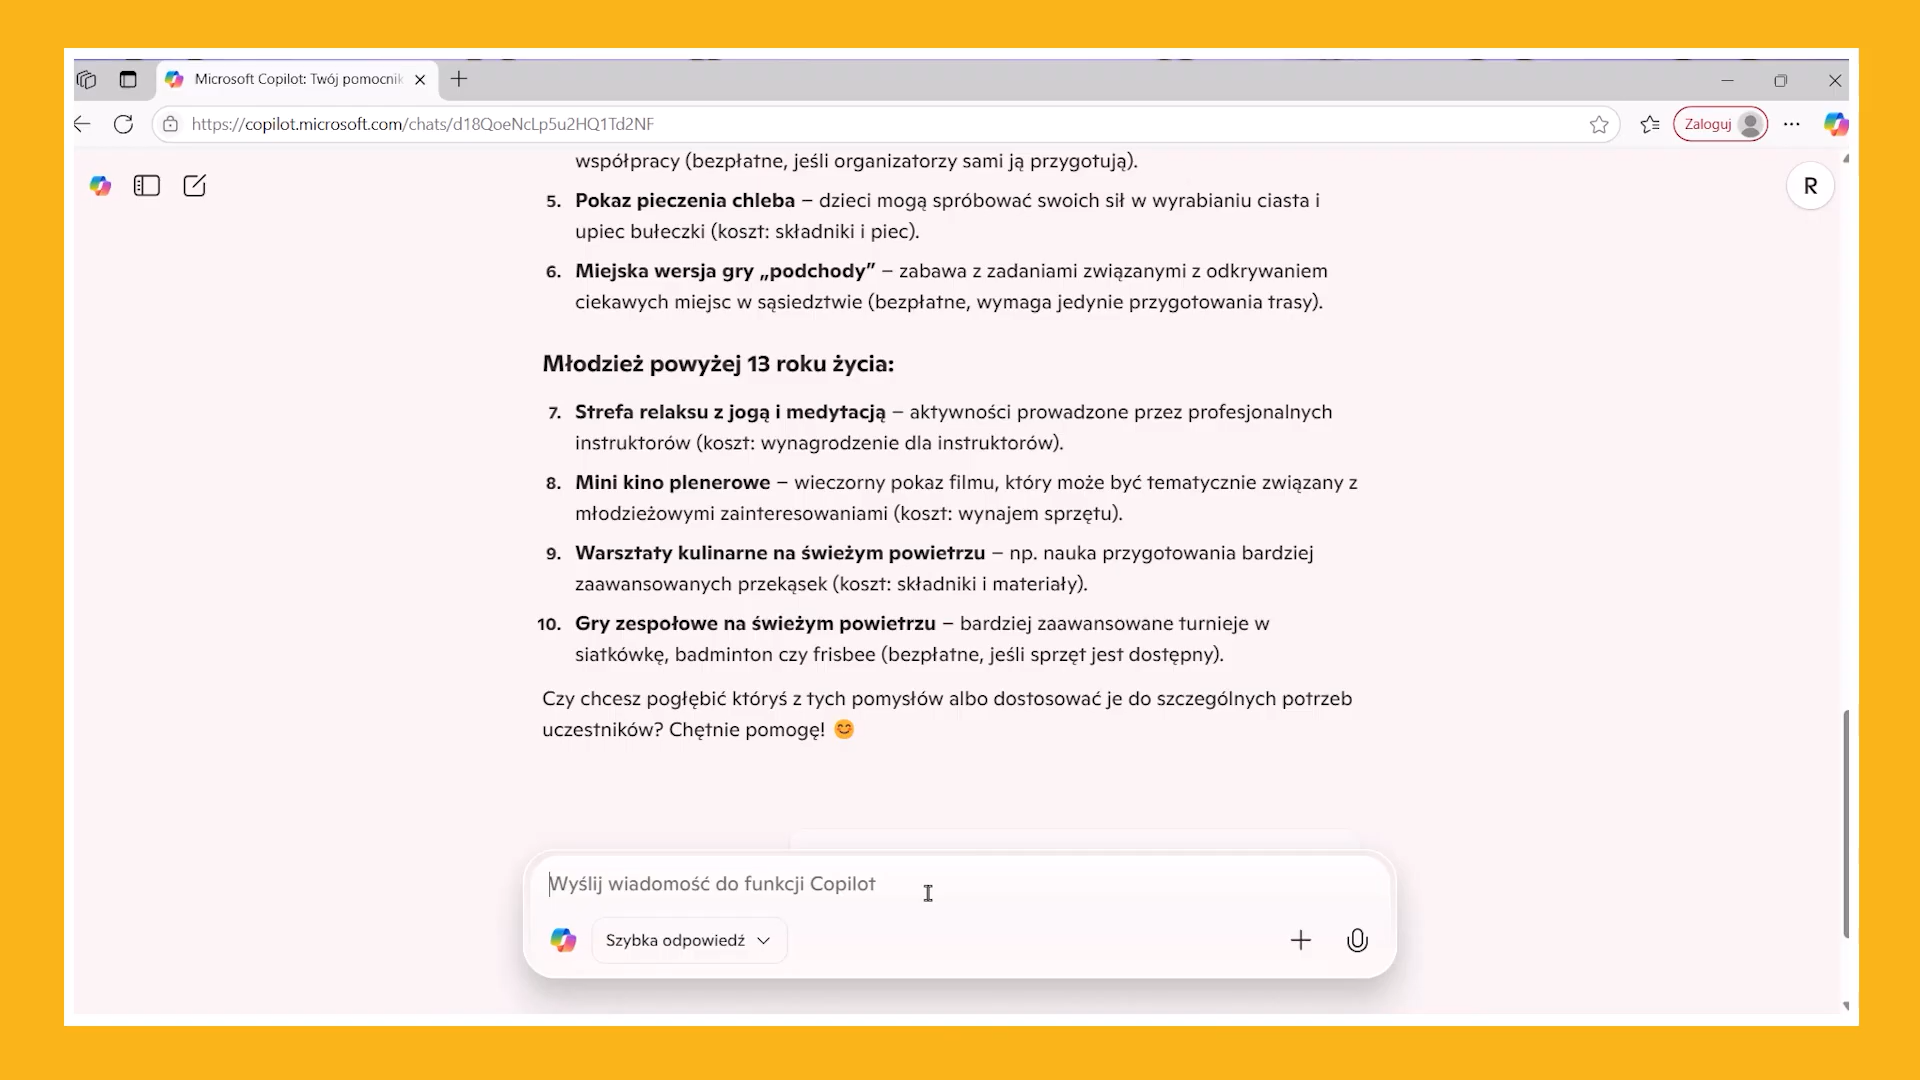 Microsoft Copilot: Twój pomocnik
https://copilot.microsoft.com/chats/d18QoeNcLp5u2HQ1Td2NF
Zaloguj
R
współpracy (bezpłatne, jeśli organizatorzy sami ją przygotują).
5. Pokaz pieczenia chleba – dzieci mogą spróbować swoich sił w wyrabianiu ciasta i
upiec bułeczki (koszt: składniki i piec).
6. Miejska wersja gry „podchody” – zabawa z zadaniami związanymi z odkrywaniem
ciekawych miejsc w sąsiedztwie (bezpłatne, wymaga jedynie przygotowania trasy).
Młodzież powyżej 13 roku życia:
7. Strefa relaksu z jogą i medytacją – aktywności prowadzone przez profesjonalnych
instruktorów (koszt: wynagrodzenie dla instruktorów).
8. Mini kino plenerowe – wieczorny pokaz filmu, który może być tematycznie związany z
młodzieżowymi zainteresowaniami (koszt: wynajem sprzętu).
9. Warsztaty kulinarne na świeżym powietrzu – np. nauka przygotowania bardziej
zaawansowanych przekąsek (koszt: składniki i materiały).
10. Gry zespołowe na świeżym powietrzu – bardziej zaawansowane turnieje w
siatkówkę, badminton czy frisbee (bezpłatne, jeśli sprzęt jest dostępny).
Czy chcesz pogłębić któryś z tych pomysłów albo dostosować je do szczególnych potrzeb
uczestników? Chętnie pomogę! 😊
Wyślij wiadomość do funkcji Copilot
Szybka odpowiedź